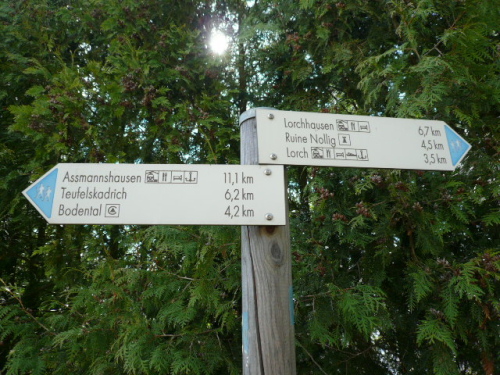 Lorchhausen 6,7 km
Ruine Nollig 4,5 km
Lorch 3,5 km
Assmannshausen 11,1 km
Teufelskadrich 6,2 km
Bodental 4,2 km